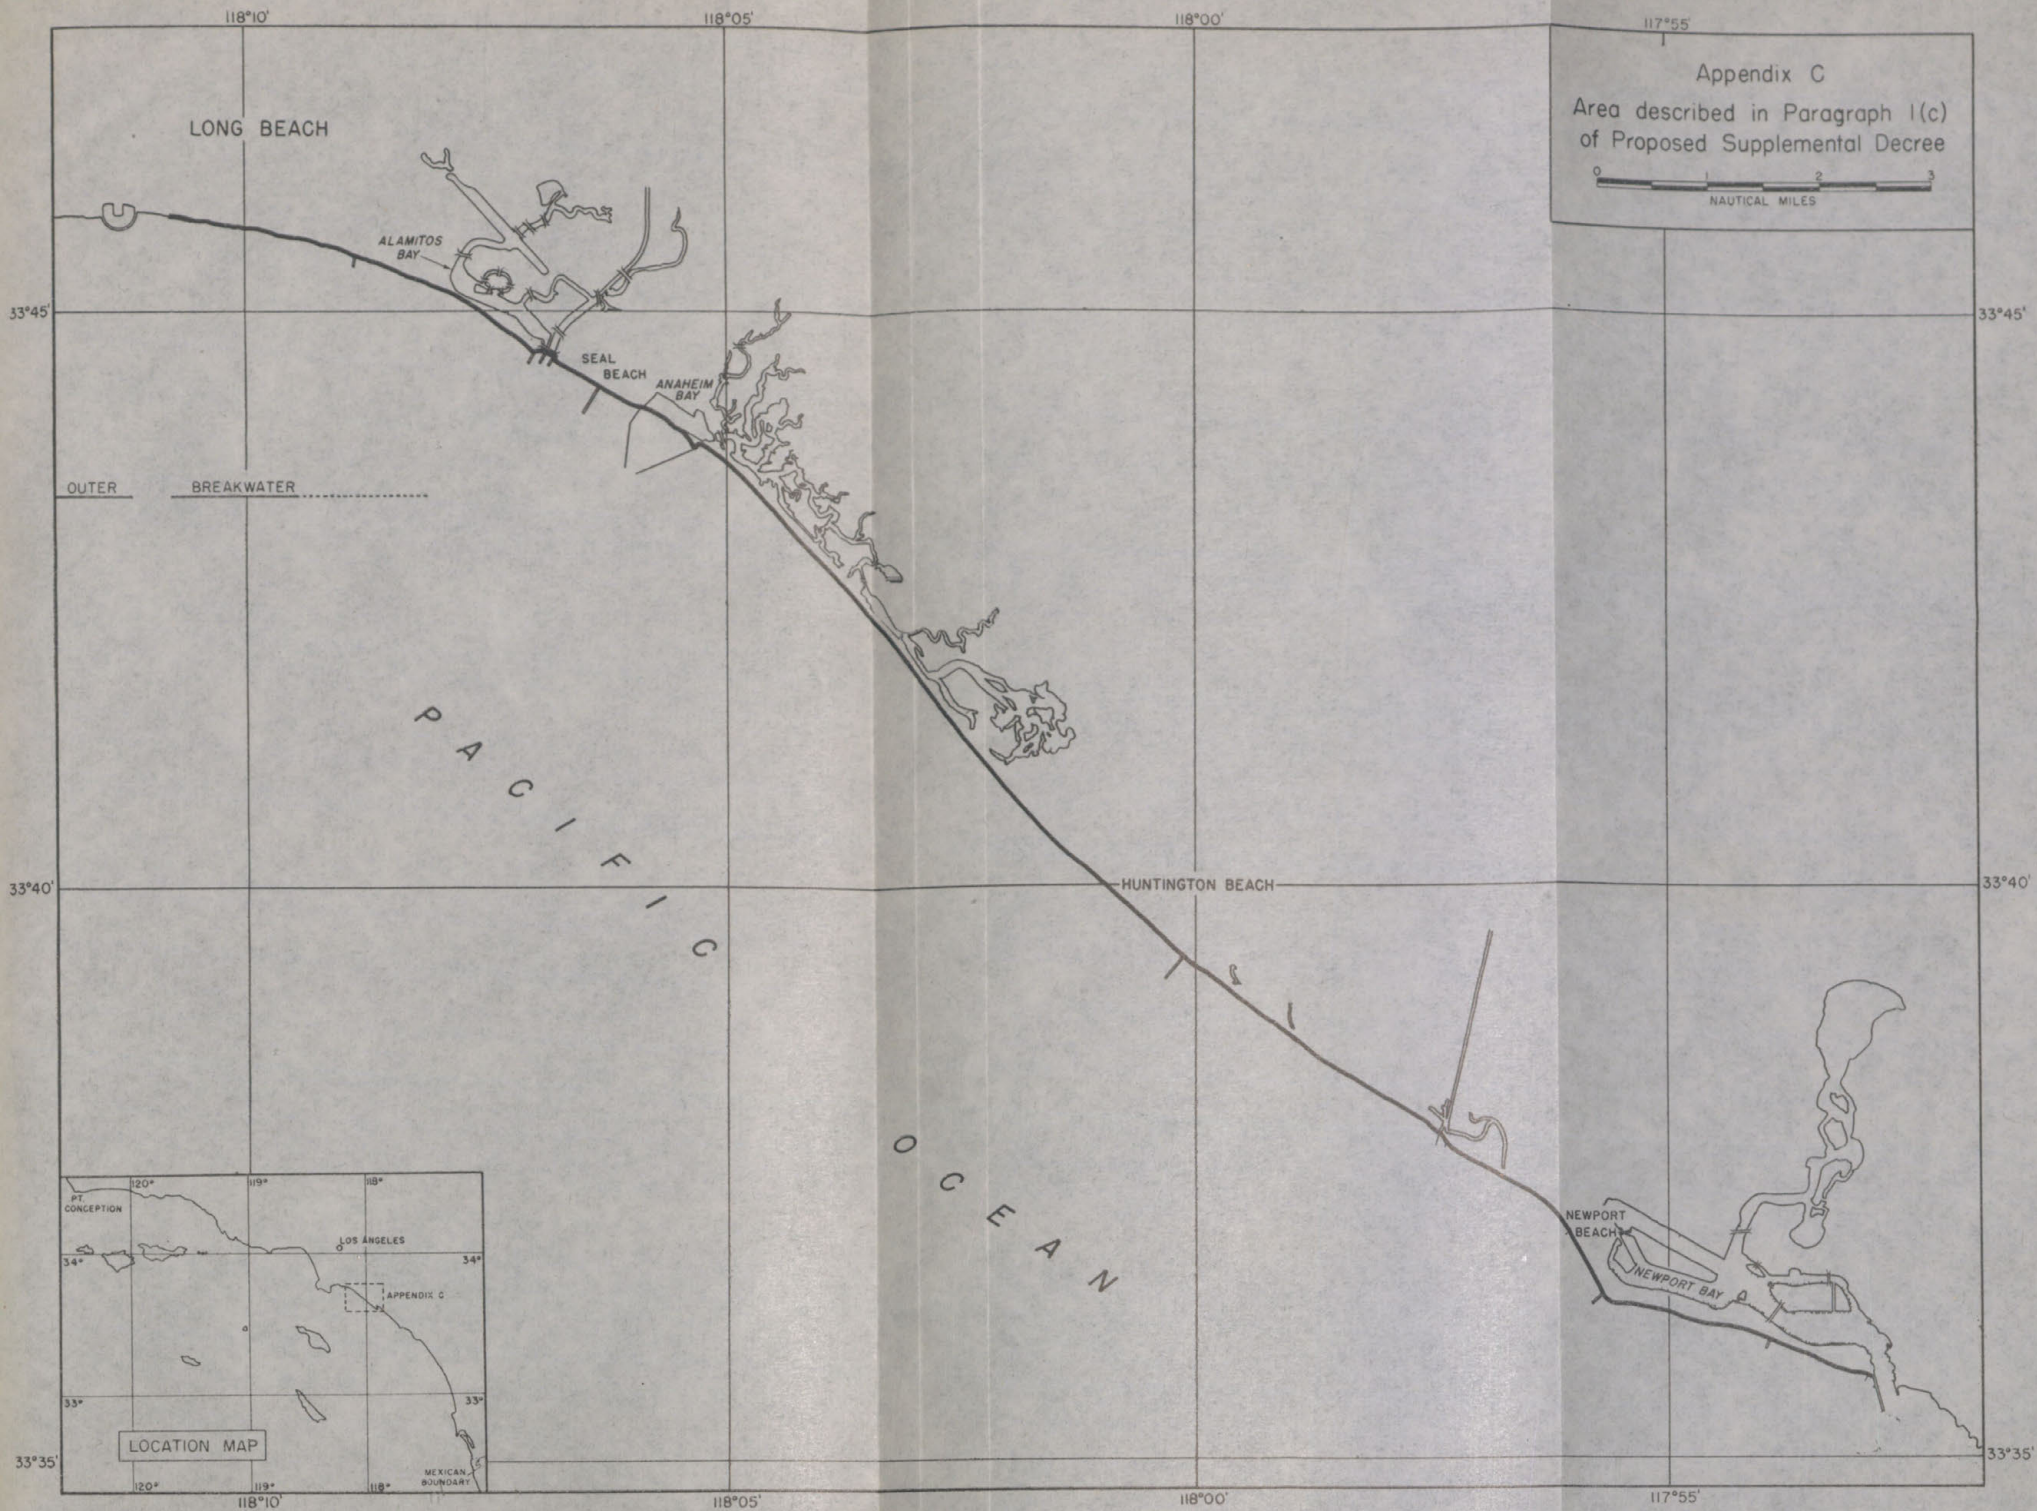 118°10'
118°05'
118°00'
117°55'
Appendix C
Area described in Paragraph 1(c)
of Proposed Supplemental Decree
0 1 2 3
NAUTICAL MILES
LONG BEACH
ALAMITOS
BAY
33°45'
33°45'
SEAL
BEACH
ANAHEIM
BAY
OUTER BREAKWATER
PACIFIC
33°40'
HUNTINGTON BEACH
33°40'
OCEAN
NEWPORT
BEACH
NEWPORT BAY
120° 119° 118°
PT.
CONCEPTION
LOS ANGELES
34°
34°
APPENDIX C
33°
33°
LOCATION MAP
MEXICAN
BOUNDARY
120° 119° 118°
33°35'
33°35'
118°10'
118°05'
118°00'
117°55'